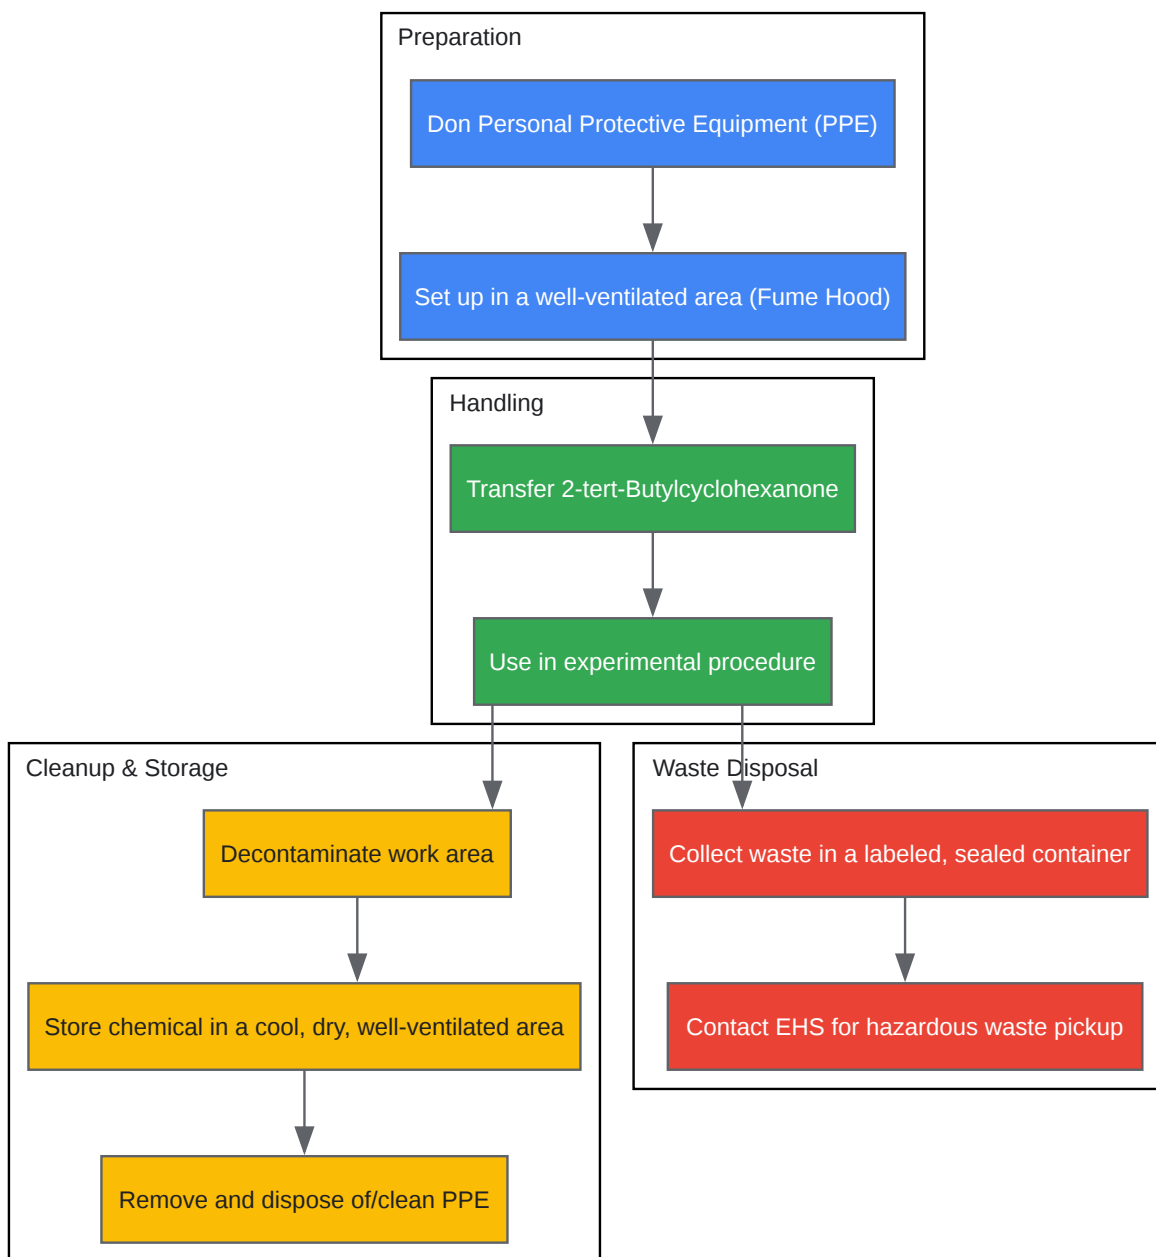 Preparation
Don Personal Protective Equipment (PPE)
Set up in a well-ventilated area (Fume Hood)
Handling
Transfer 2-tert-Butylcyclohexanone
Use in experimental procedure
Cleanup & Storage
Decontaminate work area
Store chemical in a cool, dry, well-ventilated area
Remove and dispose of/clean PPE
Waste Disposal
Collect waste in a labeled, sealed container
Contact EHS for hazardous waste pickup